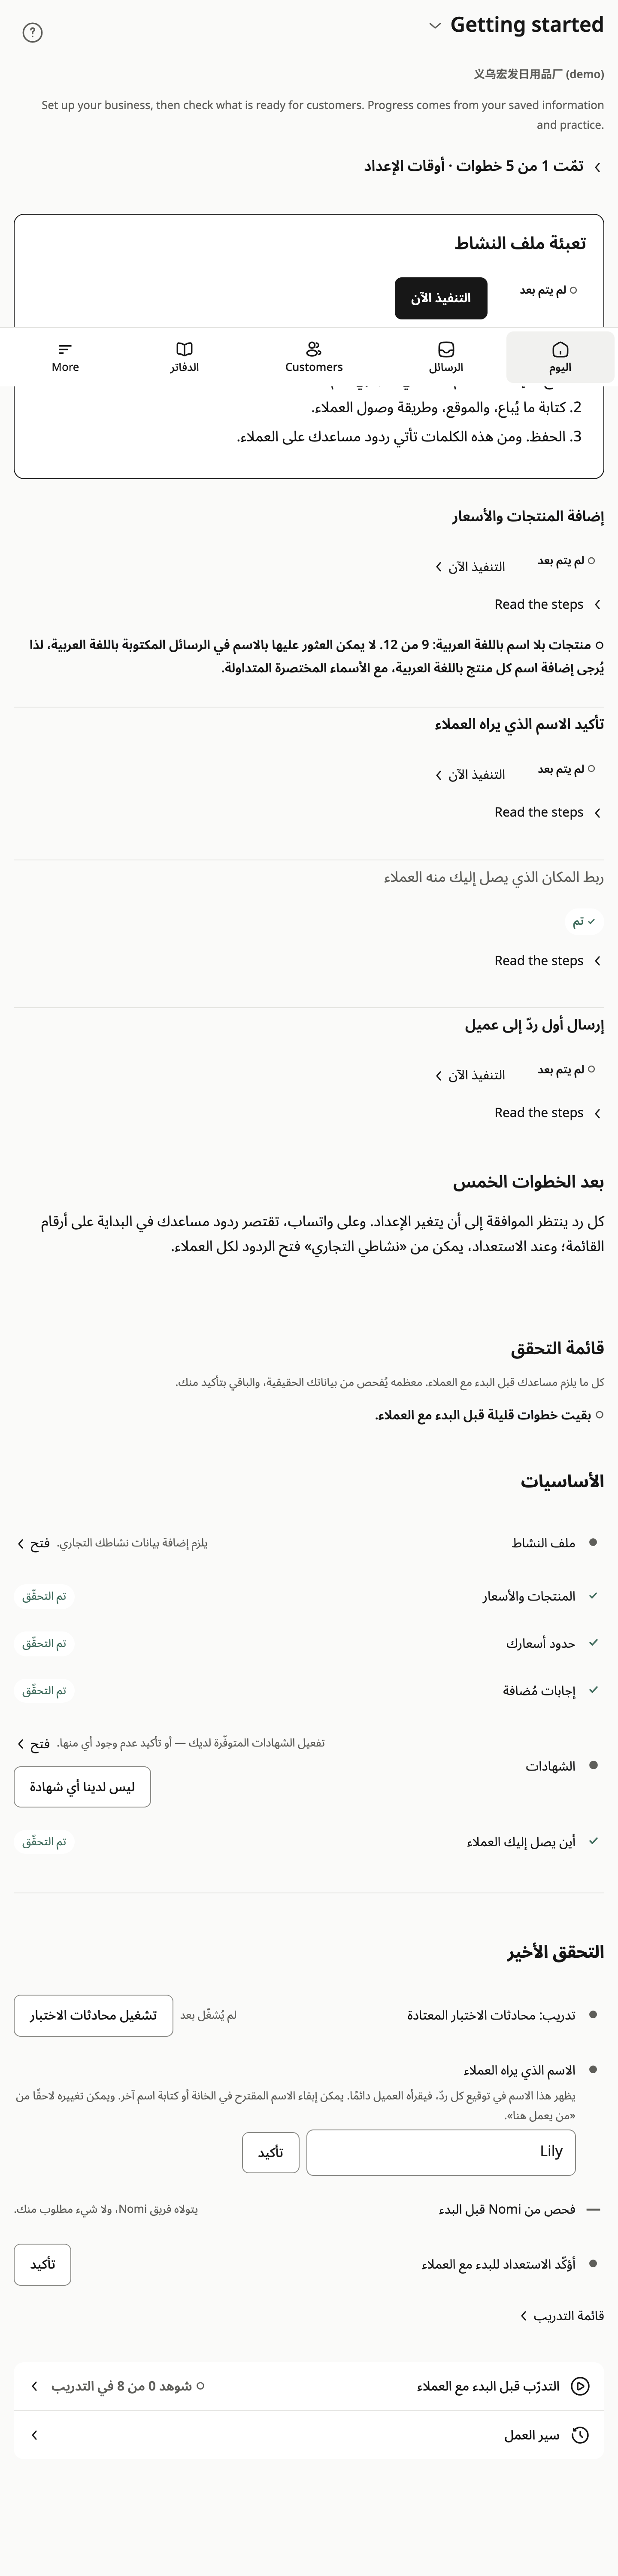 Getting started
义乌宏发日用品厂 (demo)
Set up your business, then check what is ready for customers. Progress comes from your saved information
and practice.
تمّت 1 من 5 خطوات · أوقات الإعداد
تعبئة ملف النشاط
لم يتم بعد
التنفيذ الآن
اليوم
الرسائل
Customers
الدفاتر
More
2. كتابة ما يُباع، والموقع، وطريقة وصول العملاء.
3. الحفظ. ومن هذه الكلمات تأتي ردود مساعدك على العملاء.
إضافة المنتجات والأسعار
لم يتم بعد
التنفيذ الآن
Read the steps
منتجات بلا اسم باللغة العربية: 9 من 12. لا يمكن العثور عليها بالاسم في الرسائل المكتوبة باللغة العربية، لذا
يُرجى إضافة اسم كل منتج باللغة العربية، مع الأسماء المختصرة المتداولة.
تأكيد الاسم الذي يراه العملاء
لم يتم بعد
التنفيذ الآن
Read the steps
ربط المكان الذي يصل إليك منه العملاء
تم
Read the steps
إرسال أول ردّ إلى عميل
لم يتم بعد
التنفيذ الآن
Read the steps
بعد الخطوات الخمس
كل رد ينتظر الموافقة إلى أن يتغير الإعداد. وعلى واتساب، تقتصر ردود مساعدك في البداية على أرقام
القائمة؛ وعند الاستعداد، يمكن من «نشاطي التجاري» فتح الردود لكل العملاء.
قائمة التحقق
كل ما يلزم مساعدك قبل البدء مع العملاء. معظمه يُفحص من بياناتك الحقيقية، والباقي بتأكيد منك.
بقيت خطوات قليلة قبل البدء مع العملاء.
الأساسيات
ملف النشاط
يلزم إضافة بيانات نشاطك التجاري.
فتح
المنتجات والأسعار
تم التحقّق
حدود أسعارك
تم التحقّق
إجابات مُضافة
تم التحقّق
الشهادات
تفعيل الشهادات المتوفّرة لديك — أو تأكيد عدم وجود أي منها.
فتح
ليس لدينا أي شهادة
أين يصل إليك العملاء
تم التحقّق
التحقق الأخير
تدريب: محادثات الاختبار المعتادة
لم يُشغّل بعد
تشغيل محادثات الاختبار
الاسم الذي يراه العملاء
يظهر هذا الاسم في توقيع كل ردّ، فيقرأه العميل دائمًا. يمكن إبقاء الاسم المقترح في الخانة أو كتابة اسم آخر. ويمكن تغييره لاحقًا من
«من يعمل هنا».
Lily
تأكيد
فحص من Nomi قبل البدء
يتولاه فريق Nomi، ولا شيء مطلوب منك.
أؤكّد الاستعداد للبدء مع العملاء
تأكيد
قائمة التدريب
التدرّب قبل البدء مع العملاء
شوهد 0 من 8 في التدريب
سير العمل